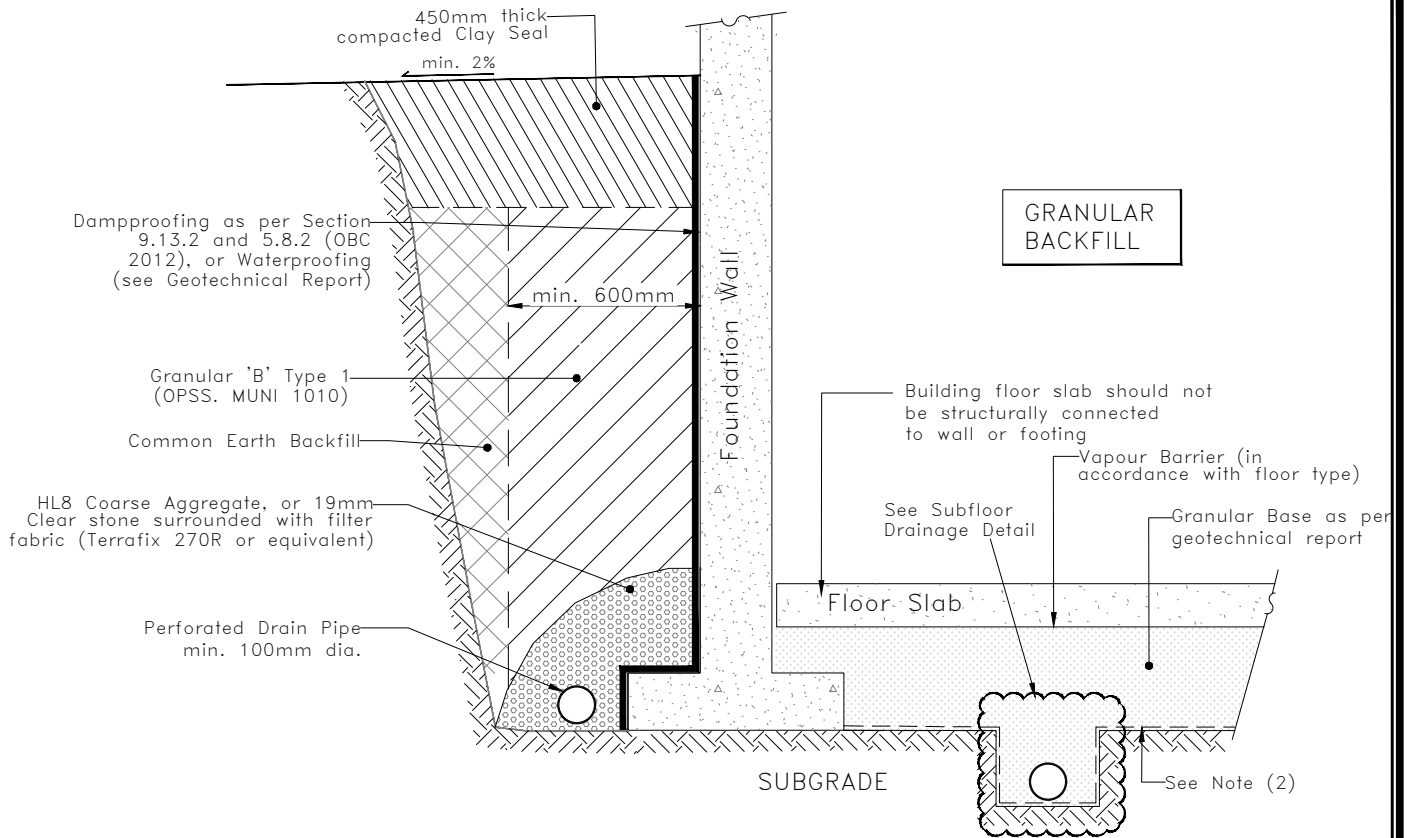 450mm thick
compacted Clay Seal
min. 2%
Dampproofing as per Section
9.13.2 and 5.8.2 (OBC
2012), or Waterproofing
(see Geotechnical Report)
min. 600mm
Granular 'B' Type 1
(OPSS. MUNI 1010)
Common Earth Backfill
HL8 Coarse Aggregate, or 19mm
Clear stone surrounded with filter
fabric (Terrafix 270R or equivalent)
Perforated Drain Pipe
min. 100mm dia.
Foundation Wall
GRANULAR
BACKFILL
Building floor slab should not
be structurally connected
to wall or footing
Vapour Barrier (in
accordance with floor type)
See Subfloor
Drainage Detail
Granular Base as per
geotechnical report
Floor Slab
SUBGRADE
See Note (2)